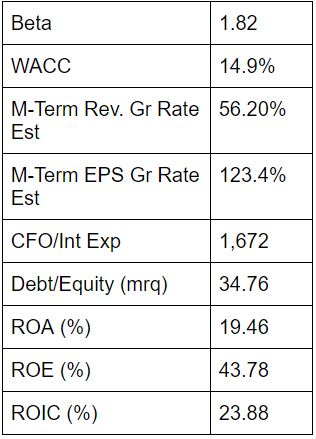 Beta 1.82
WACC 14.9%
M-Term Rev. Gr Rate 56.20%
Est
M-Term EPS Gr Rate 123.4%
Est
CFO/Int Exp 1,672
Debt/Equity (mrq) 34.76
ROA (%) 19.46
ROE (%) 43.78
ROIC (%) 23.88